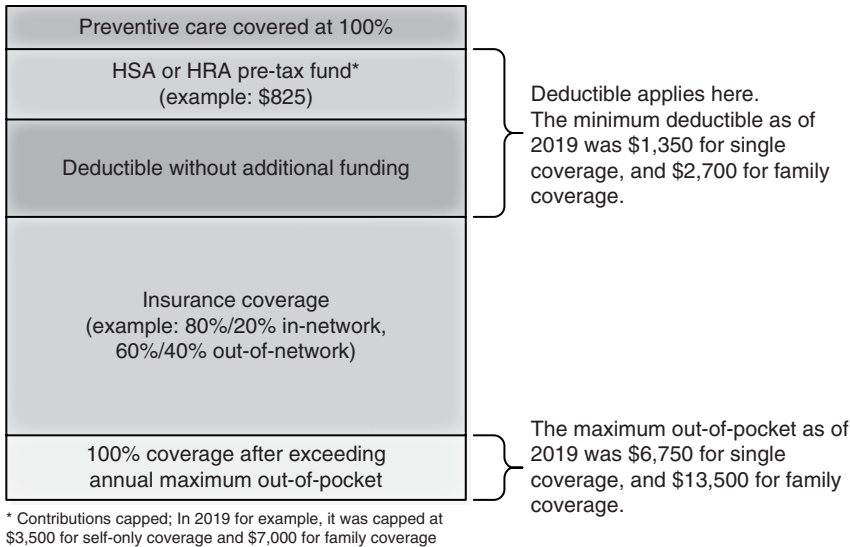 Preventive care covered at 100%
HSA or HRA pre-tax fund*
(example: $825)
Deductible without additional funding
Deductible applies here.
The minimum deductible as of
2019 was $1,350 for single
coverage, and $2,700 for family
coverage.
Insurance coverage
(example: 80%/20% in-network,
60%/40% out-of-network)
100% coverage after exceeding
annual maximum out-of-pocket
The maximum out-of-pocket as of
2019 was $6,750 for single
coverage, and $13,500 for family
coverage.
* Contributions capped; In 2019 for example, it was capped at
$3,500 for self-only coverage and $7,000 for family coverage